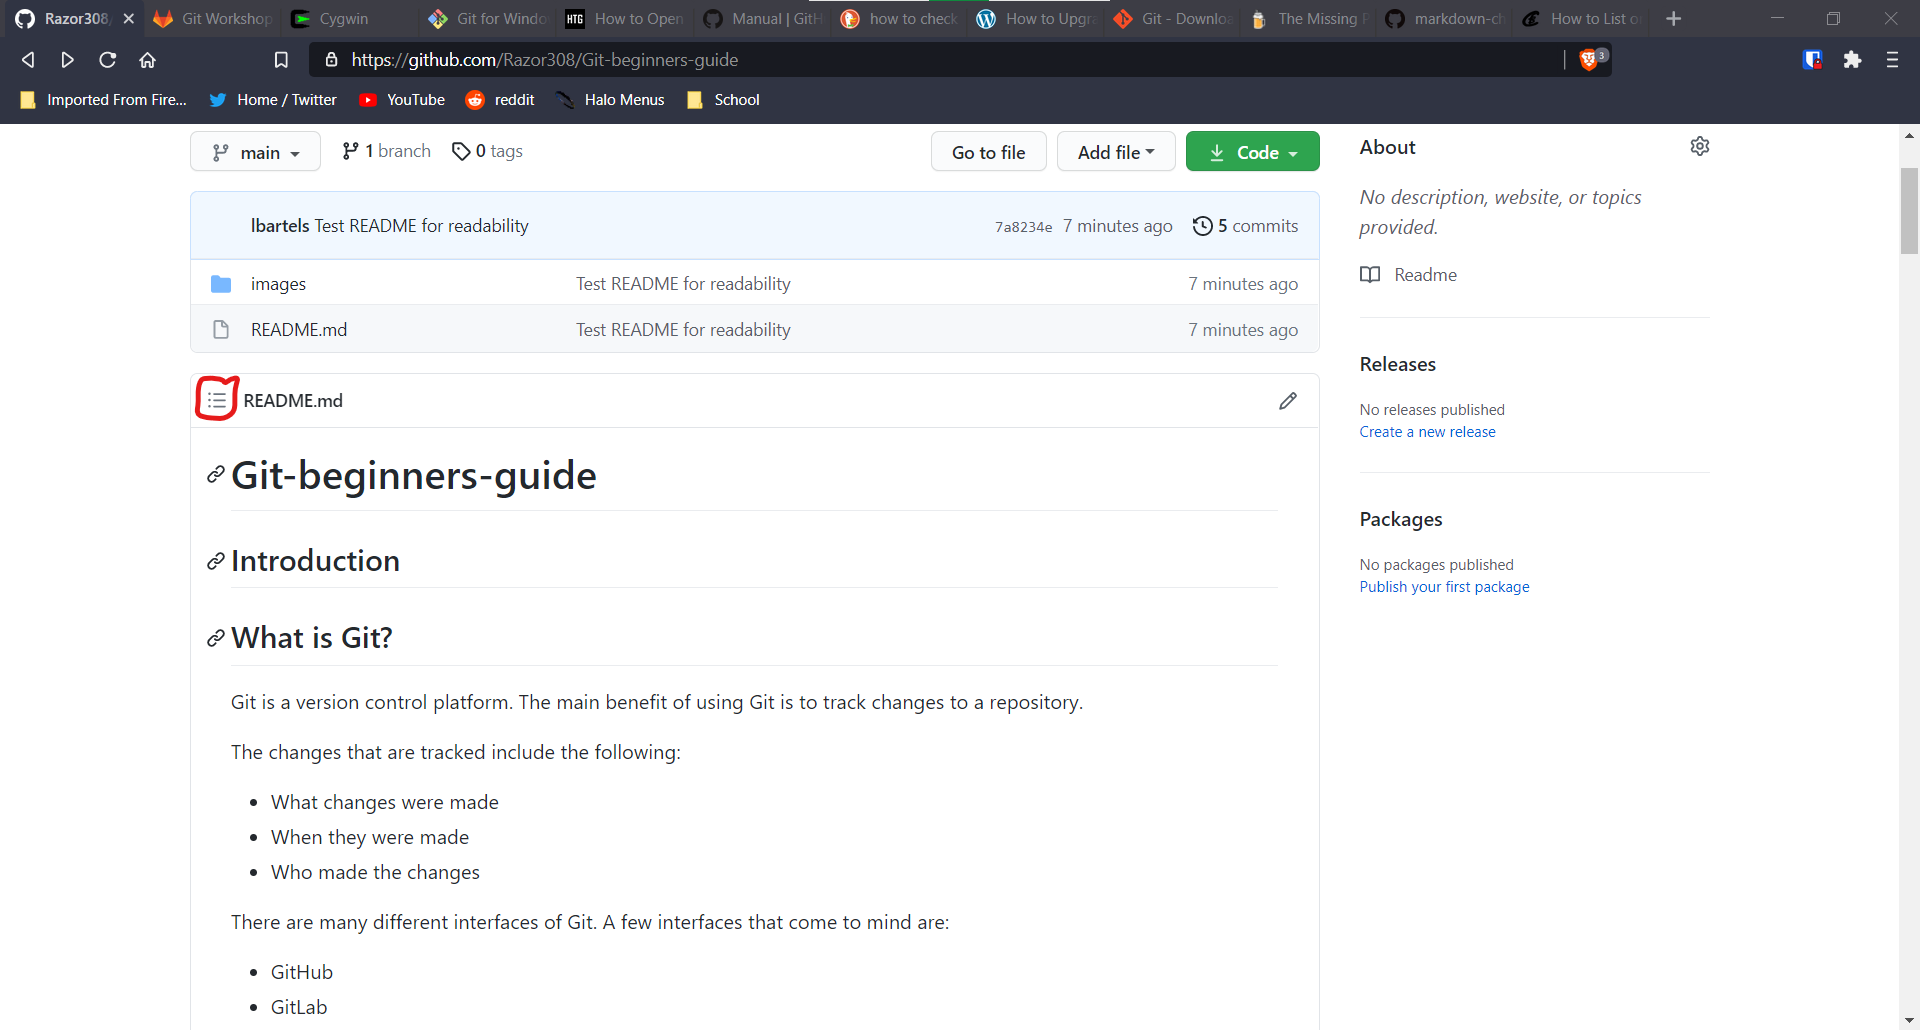 Razor308/
Git Workshop
Cygwin
Git for Windo
How to Open
Manual | GitH
how to check
How to Upgra
Git - Downloa
The Missing P
markdown-ch
How to List o
https://github.com/Razor308/Git-beginners-guide
3
Imported From Fire...
Home / Twitter
YouTube
reddit
Halo Menus
School
main
1 branch
0 tags
Go to file
Add file
Code
lbartels Test README for readability
7a8234e 7 minutes ago
5 commits
images
Test README for readability
7 minutes ago
README.md
Test README for readability
7 minutes ago
README.md
Git-beginners-guide
Introduction
What is Git?
Git is a version control platform. The main benefit of using Git is to track changes to a repository.
The changes that are tracked include the following:
• What changes were made
• When they were made
• Who made the changes
There are many different interfaces of Git. A few interfaces that come to mind are:
• GitHub
• GitLab
About
No description, website, or topics
provided.
Readme
Releases
No releases published
Create a new release
Packages
No packages published
Publish your first package